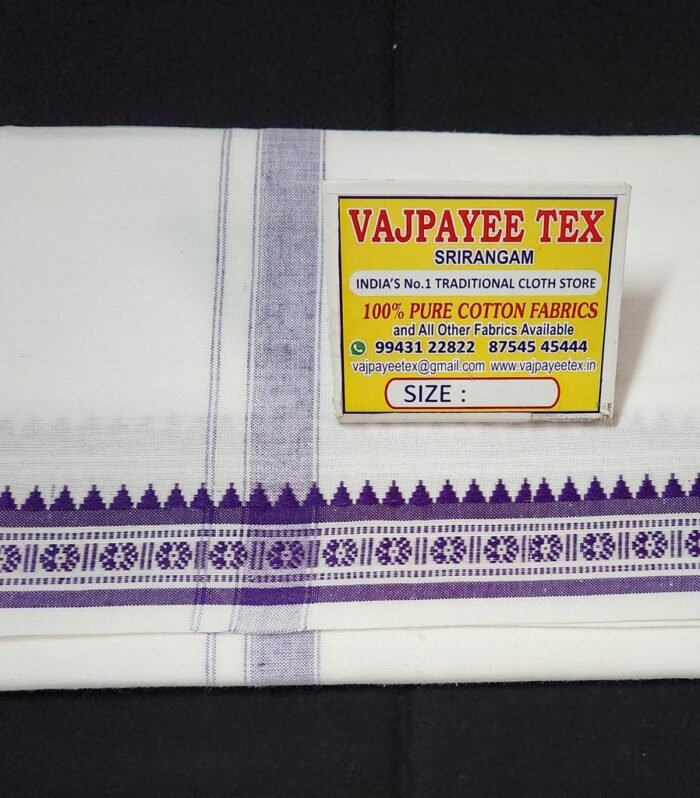 VAJPAYEE TEX
SRIRANGAM
INDIA'S No.1 TRADITIONAL CLOTH STORE
100% PURE COTTON FABRICS
and All Other Fabrics Available
99431 22822 87545 45444
vajpayeetex@gmail.com www.vajpayeetex.in
SIZE :